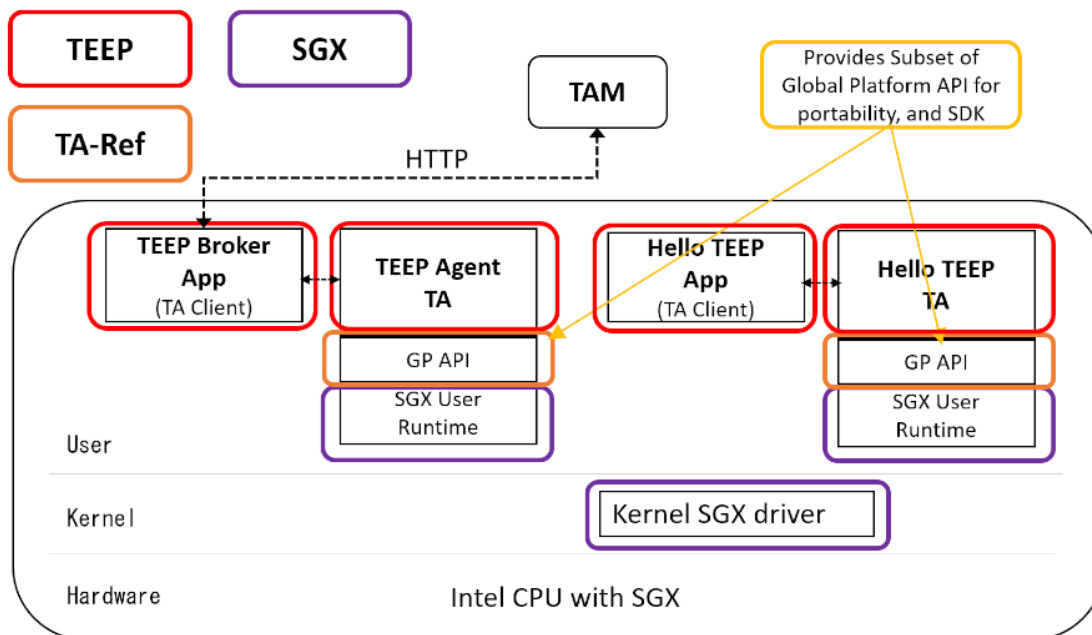 TEEP
SGX
TA-Ref
TAM
Provides Subset of
Global Platform API for
portability, and SDK
HTTP
TEEP Broker
App
(TA Client)
TEEP Agent
TA
GP API
SGX User
Runtime
Hello TEEP
App
(TA Client)
Hello TEEP
TA
GP API
SGX User
Runtime
User
Kernel
Kernel SGX driver
Hardware
Intel CPU with SGX